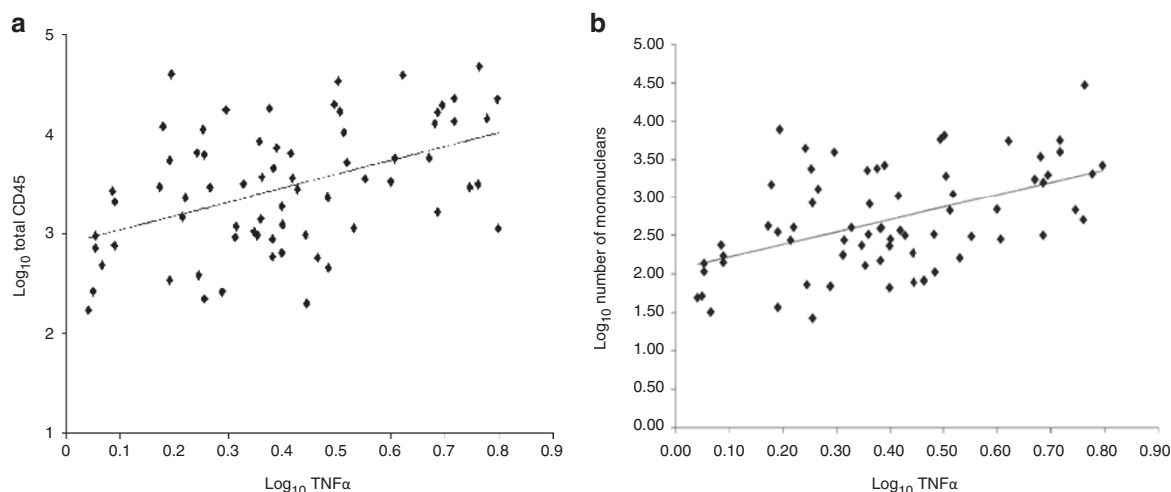 a
5
4
3
2
1
Log10 total CD45
0 0.1 0.2 0.3 0.4 0.5 0.6 0.7 0.8 0.9
Log10 TNFα
b
5.00
4.50
4.00
3.50
3.00
2.50
2.00
1.50
1.00
0.50
0.00
Log10 number of mononuclears
0.00 0.10 0.20 0.30 0.40 0.50 0.60 0.70 0.80 0.90
Log10 TNFα